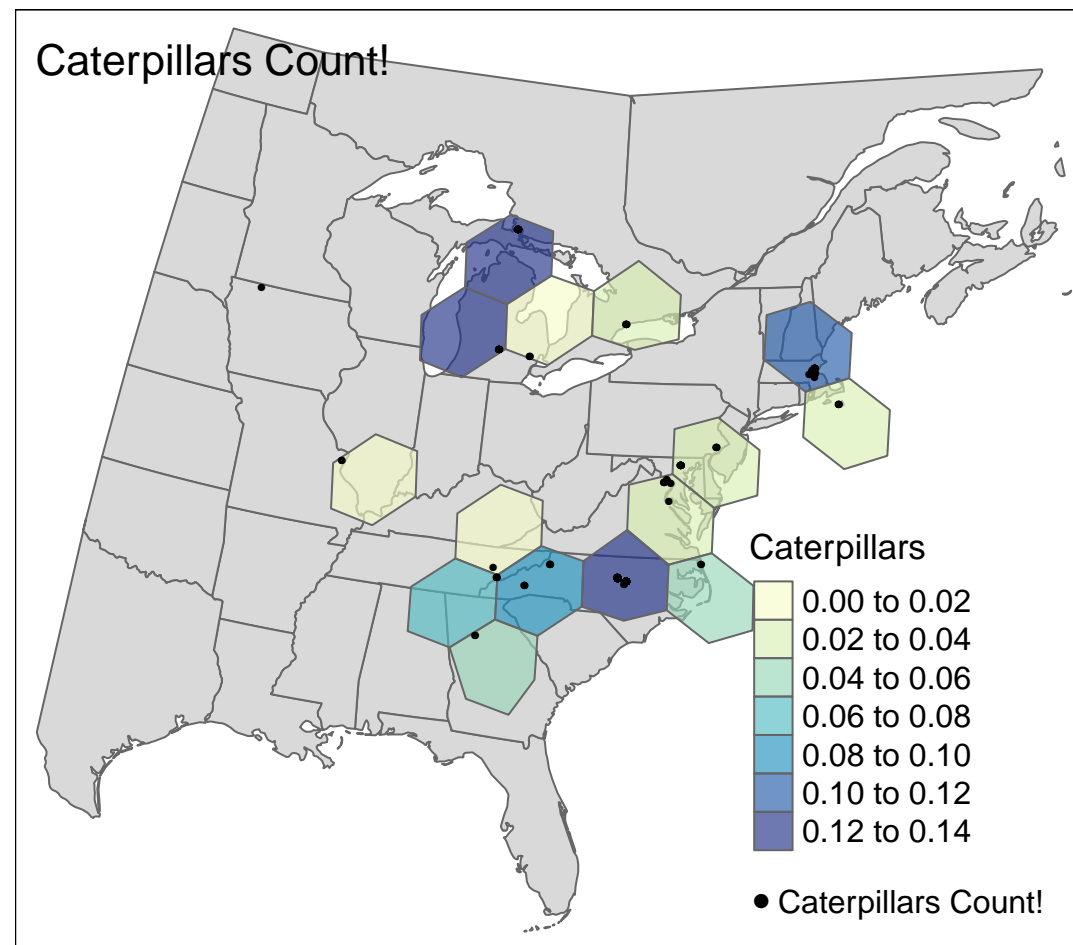 Caterpillars Count!
Caterpillars
0.00 to 0.02
0.02 to 0.04
0.04 to 0.06
0.06 to 0.08
0.08 to 0.10
0.10 to 0.12
0.12 to 0.14
Caterpillars Count!